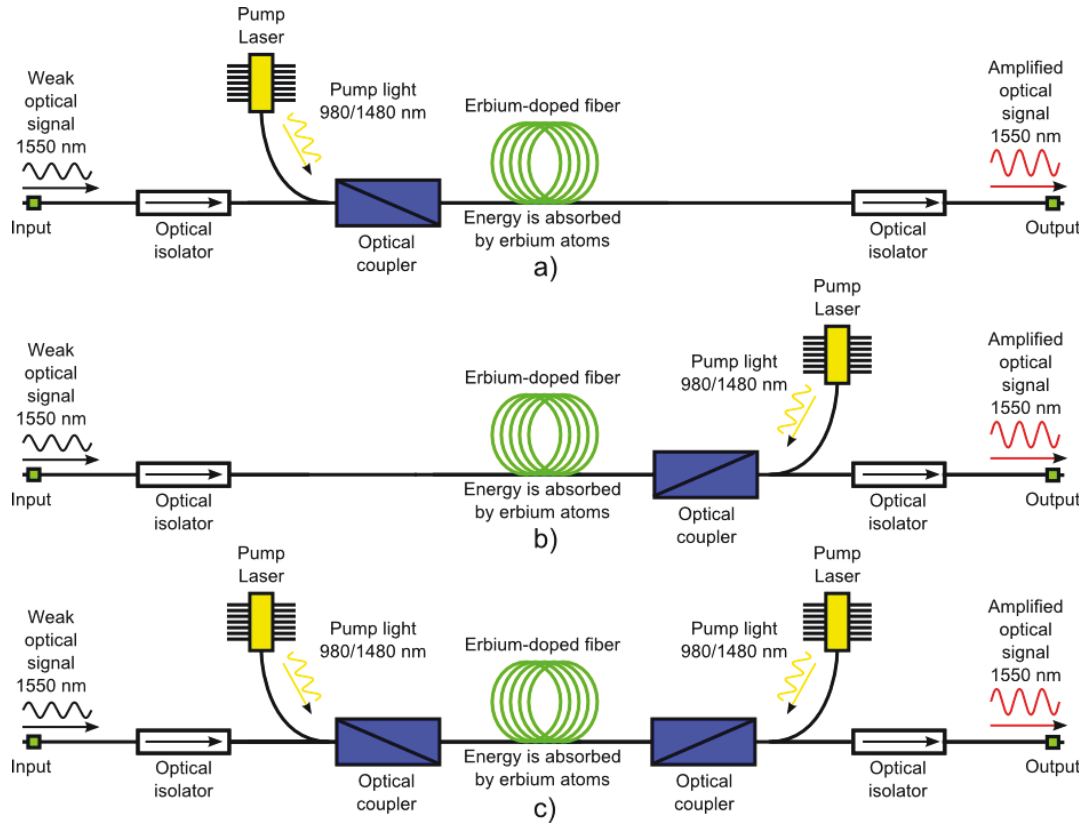 Pump
Laser
Weak
optical
signal
1550 nm
Pump light
980/1480 nm
Erbium-doped fiber
Amplified
optical
signal
1550 nm
Input
Optical
isolator
Optical
coupler
Energy is absorbed
by erbium atoms
Optical
isolator
Output
a)
Pump
Laser
Weak
optical
signal
1550 nm
Erbium-doped fiber
Pump light
980/1480 nm
Amplified
optical
signal
1550 nm
Input
Optical
isolator
Energy is absorbed
by erbium atoms
Optical
coupler
Optical
isolator
Output
b)
Pump
Laser
Pump
Laser
Weak
optical
signal
1550 nm
Pump light
980/1480 nm
Erbium-doped fiber
Pump light
980/1480 nm
Amplified
optical
signal
1550 nm
Input
Optical
isolator
Optical
coupler
Energy is absorbed
by erbium atoms
Optical
coupler
Optical
isolator
Output
c)